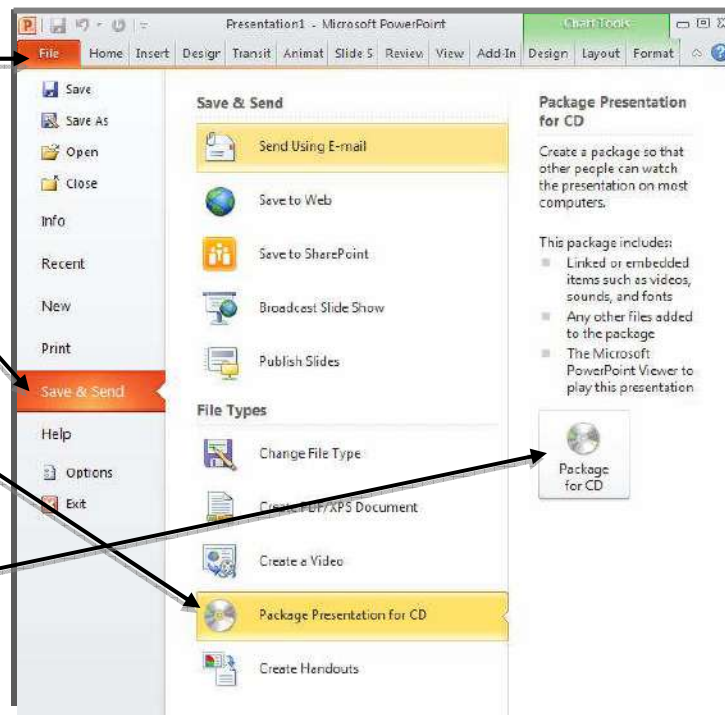 Presentation1 - Microsoft PowerPoint
Chart Tools
File Home Insert Design Transit Animat Slide S Review View Add-In Design Layout Format
Save
Save As
Open
Close
Info
Recent
New
Print
Save & Send
Help
Options
Exit
Save & Send
Send Using E-mail
Save to Web
Save to SharePoint
Broadcast Slide Show
Publish Slides
File Types
Change File Type
Create PDF/XPS Document
Create a Video
Package Presentation for CD
Create Handouts
Package Presentation
for CD
Create a package so that
other people can watch
the presentation on most
computers.
This package includes:
Linked or embedded
items such as videos,
sounds, and fonts
Any other files added
to the package
The Microsoft
PowerPoint Viewer to
play this presentation
Package
for CD